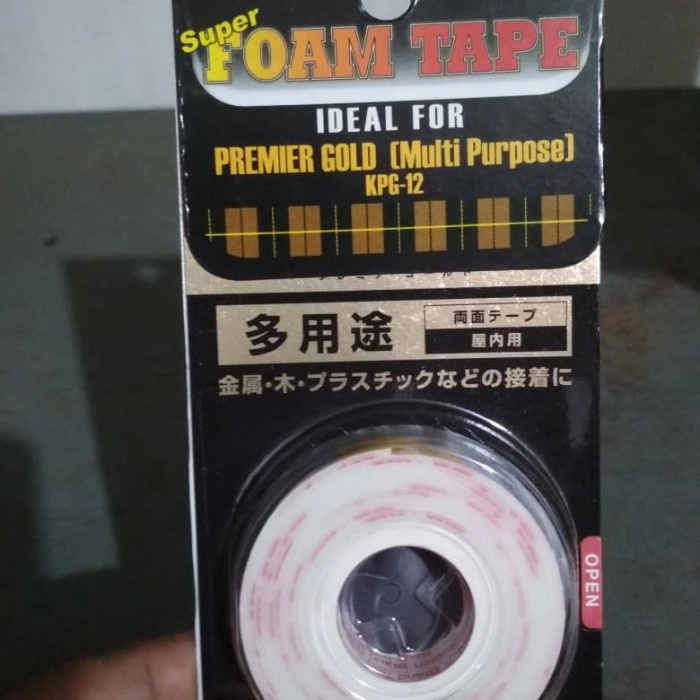 Super
FOAM TAPE
IDEAL FOR
PREMIER GOLD (Multi Purpose)
KPG-12
多用途
両面テープ
屋内用
金属・木・プラスチックなどの接着に
OPEN